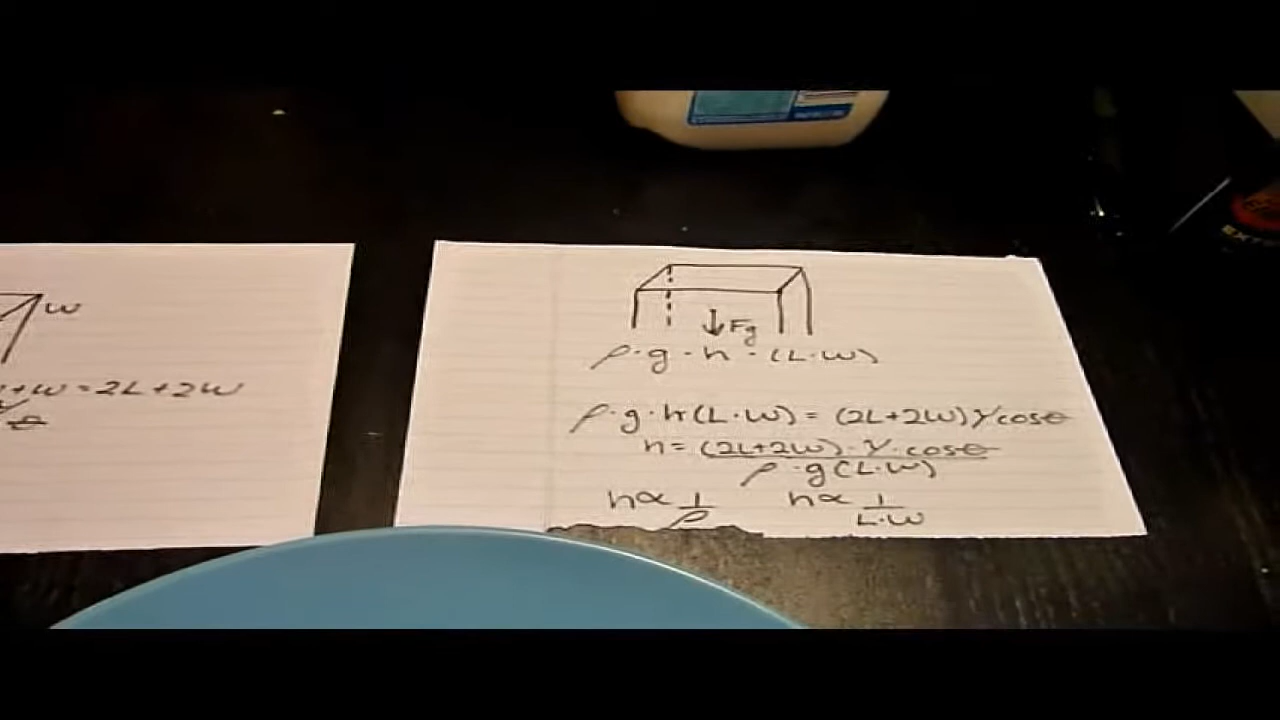 W
+W=2L+2W
θ
Fg
ρ·g·h·(L·W)
ρ·g·h(L·W)=(2L+2W)γcosθ
h=(2L+2W)·γ·cosθ
ρ·g(L·W)
h∝1/ρ h∝1/L·W